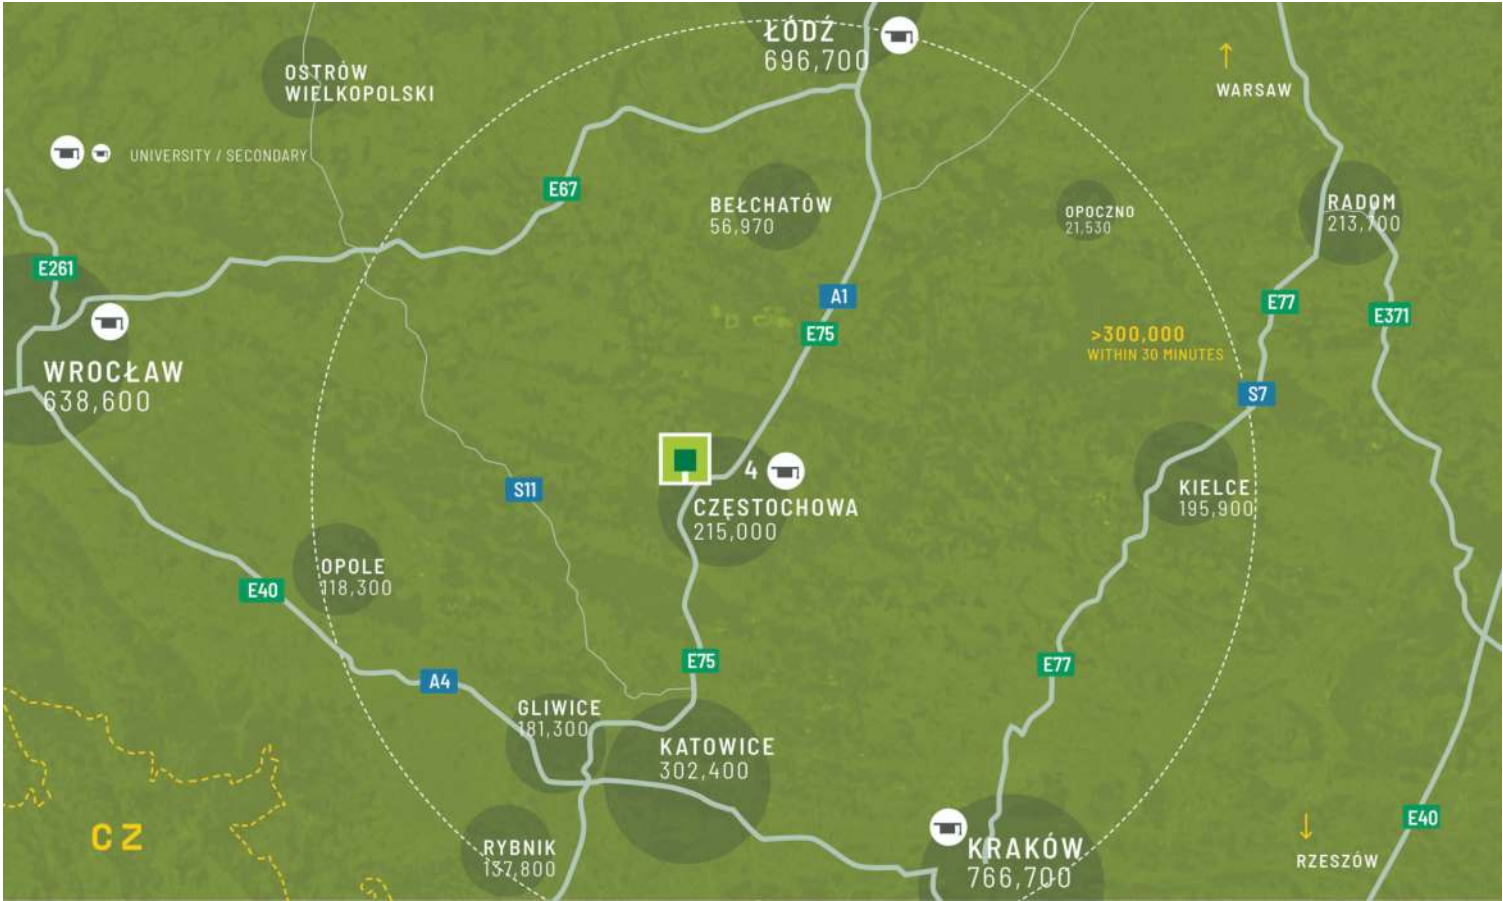 ŁÓDŹ
696,700
OSTRÓW
WIELKOPOLSKI
WARSAW
UNIVERSITY / SECONDARY
E67
BEŁCHATÓW
56,970
OPOCZNO
21,530
RADOM
213,700
E261
A1
E77
E371
WROCŁAW
638,600
E75
>300,000
WITHIN 30 MINUTES
S7
4
CZĘSTOCHOWA
215,000
S11
KIELCE
195,900
OPOLE
118,300
E40
E75
E77
A4
GLIWICE
181,300
KATOWICE
302,400
CZ
RYBNIK
137,800
KRAKÓW
766,700
E40
RZESZÓW